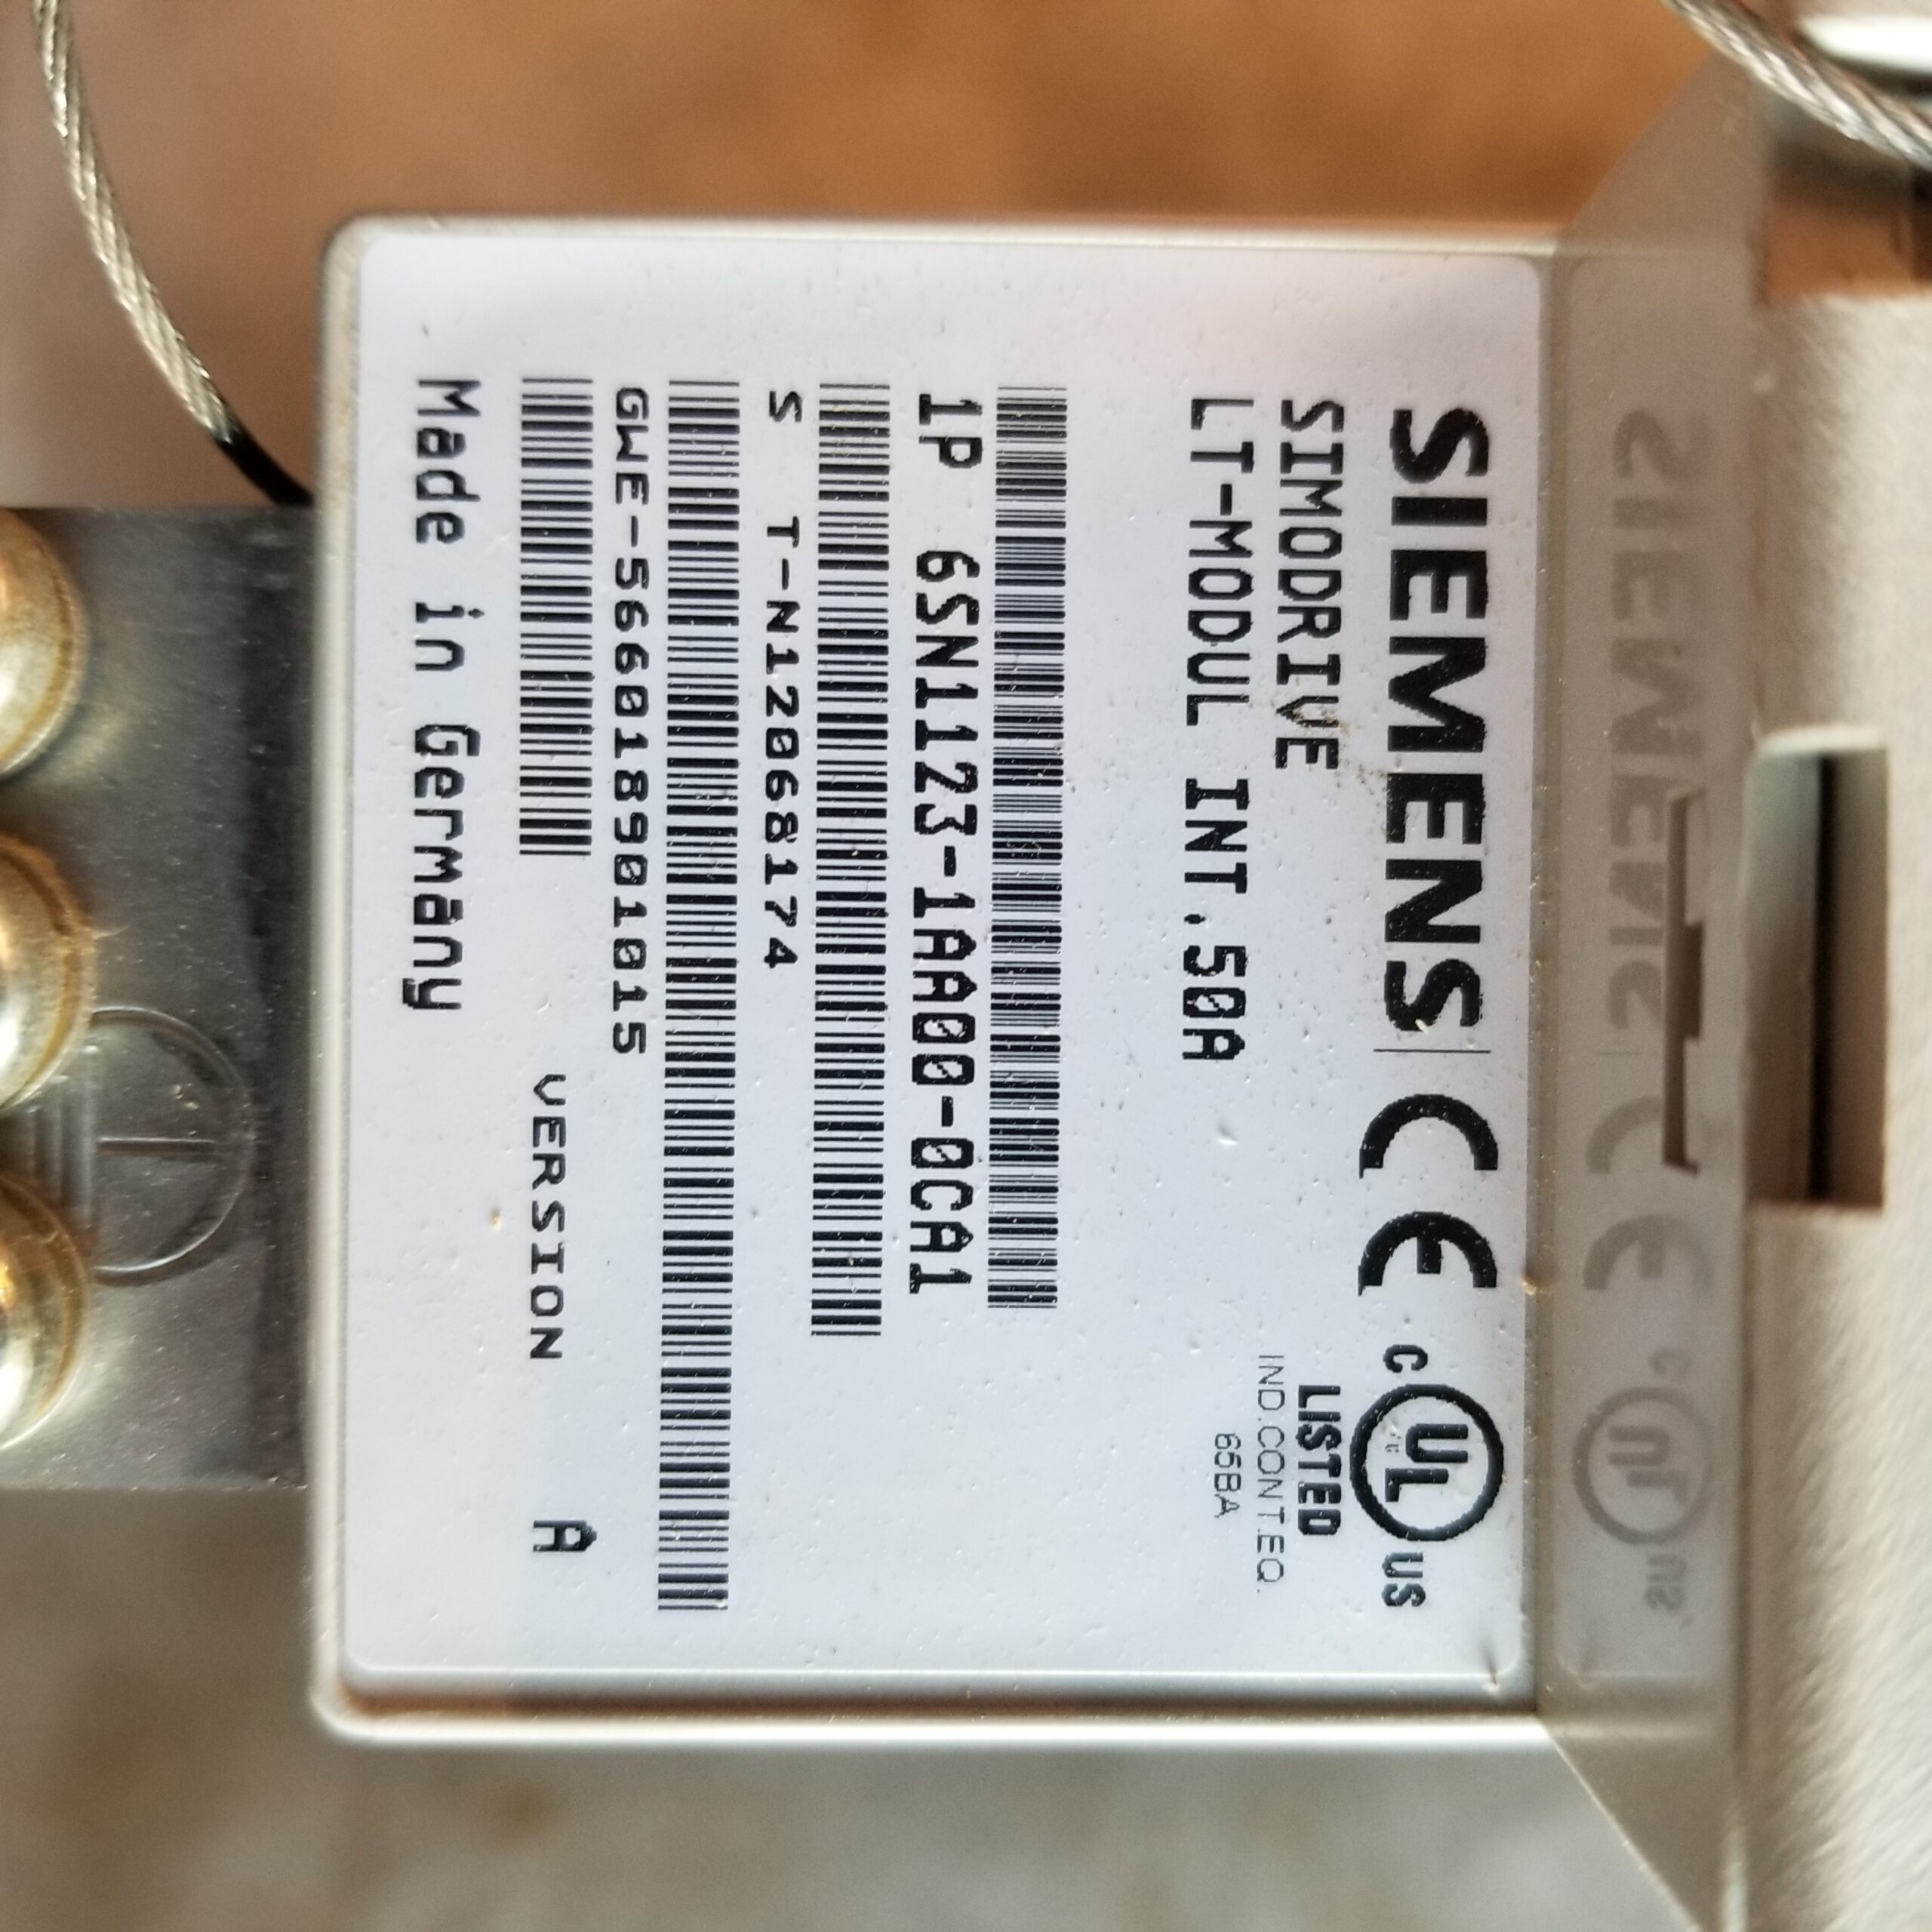 SIEMENS CE c UL US
SIMODRIVE
LISTED
LT-MODUL INT.50A
IND.CONT.EQ.
65BA
1P 6SN1123-1AA00-0CA1
S T-N12068174
GWE-566018901015
VERSION A
Made in Germany